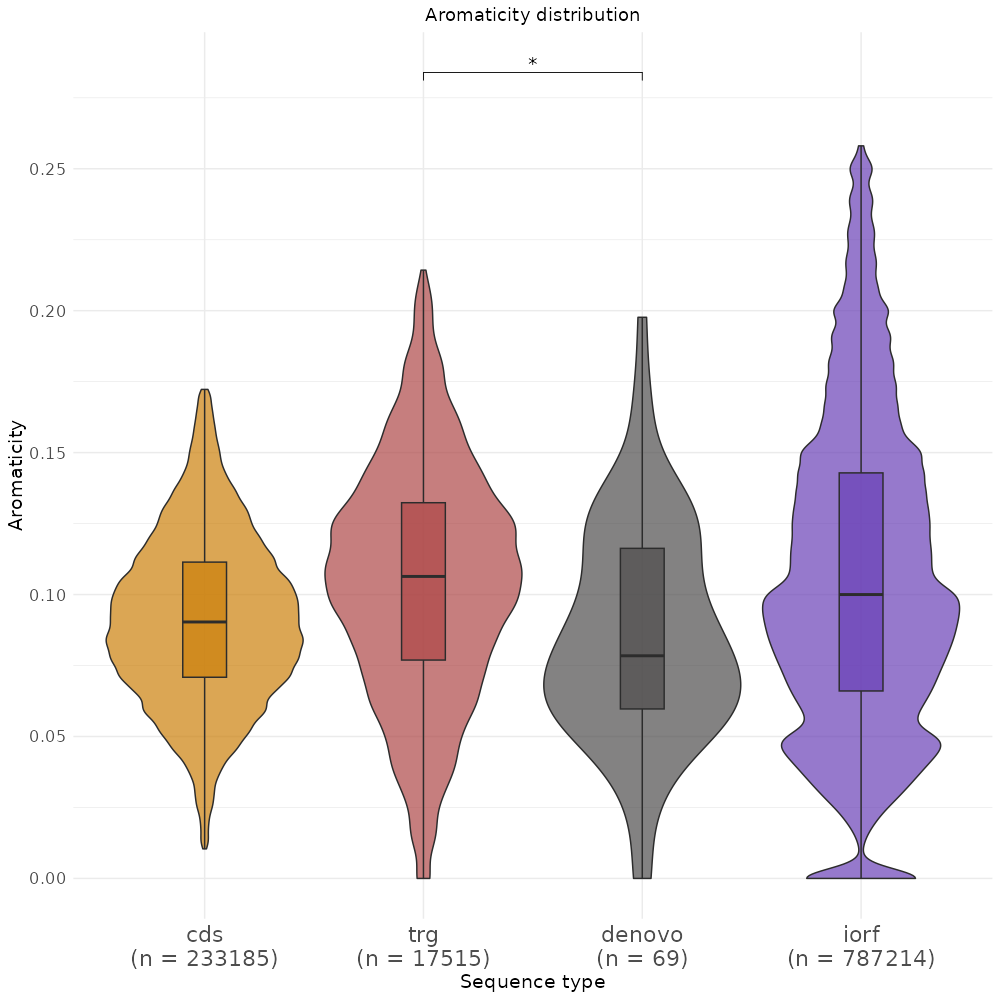 Aromaticity distribution
*
0.25
0.20
0.15
0.10
0.05
0.00
Aromaticity
cds
(n = 233185)
trg
(n = 17515)
denovo
(n = 69)
iorf
(n = 787214)
Sequence type